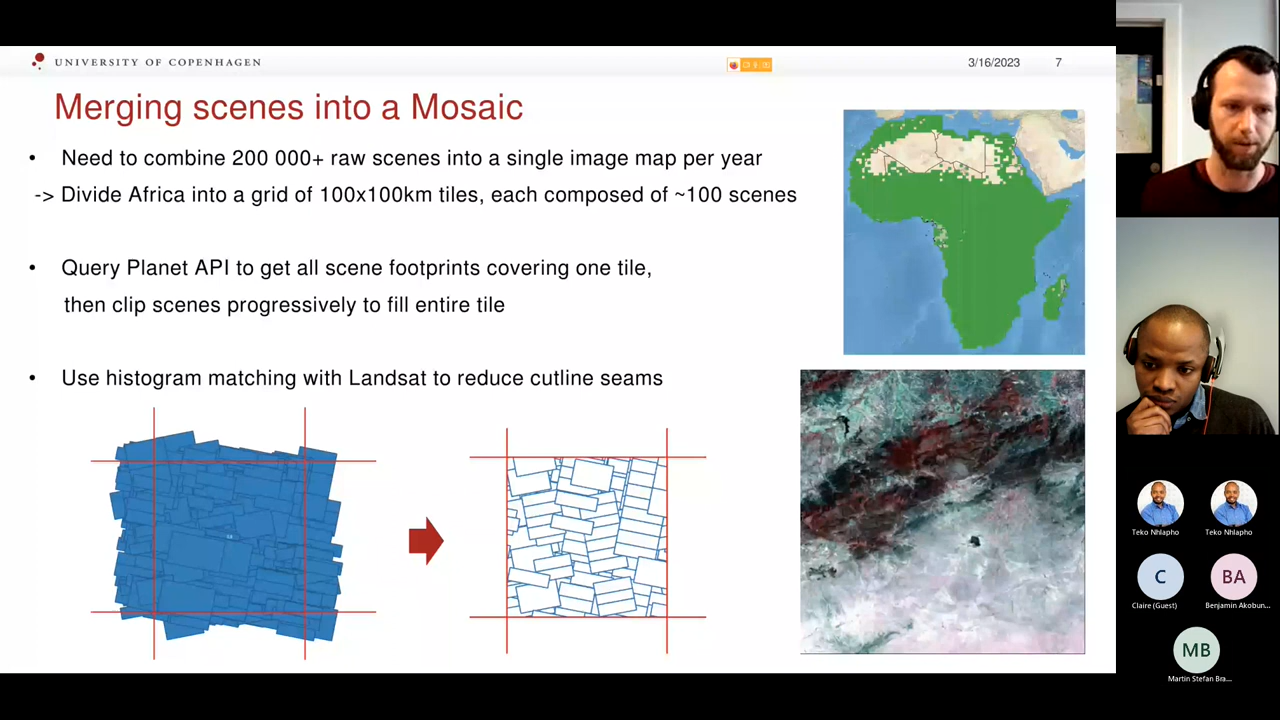 UNIVERSITY OF COPENHAGEN
3/16/2023 7
Merging scenes into a Mosaic
• Need to combine 200 000+ raw scenes into a single image map per year
-> Divide Africa into a grid of 100x100km tiles, each composed of ~100 scenes
• Query Planet API to get all scene footprints covering one tile,
then clip scenes progressively to fill entire tile
• Use histogram matching with Landsat to reduce cutline seams
Teko Nhlapho
Teko Nhlapho
C
BA
Claire (Guest)
Benjamin Akobun...
MB
Martin Stefan Bra...